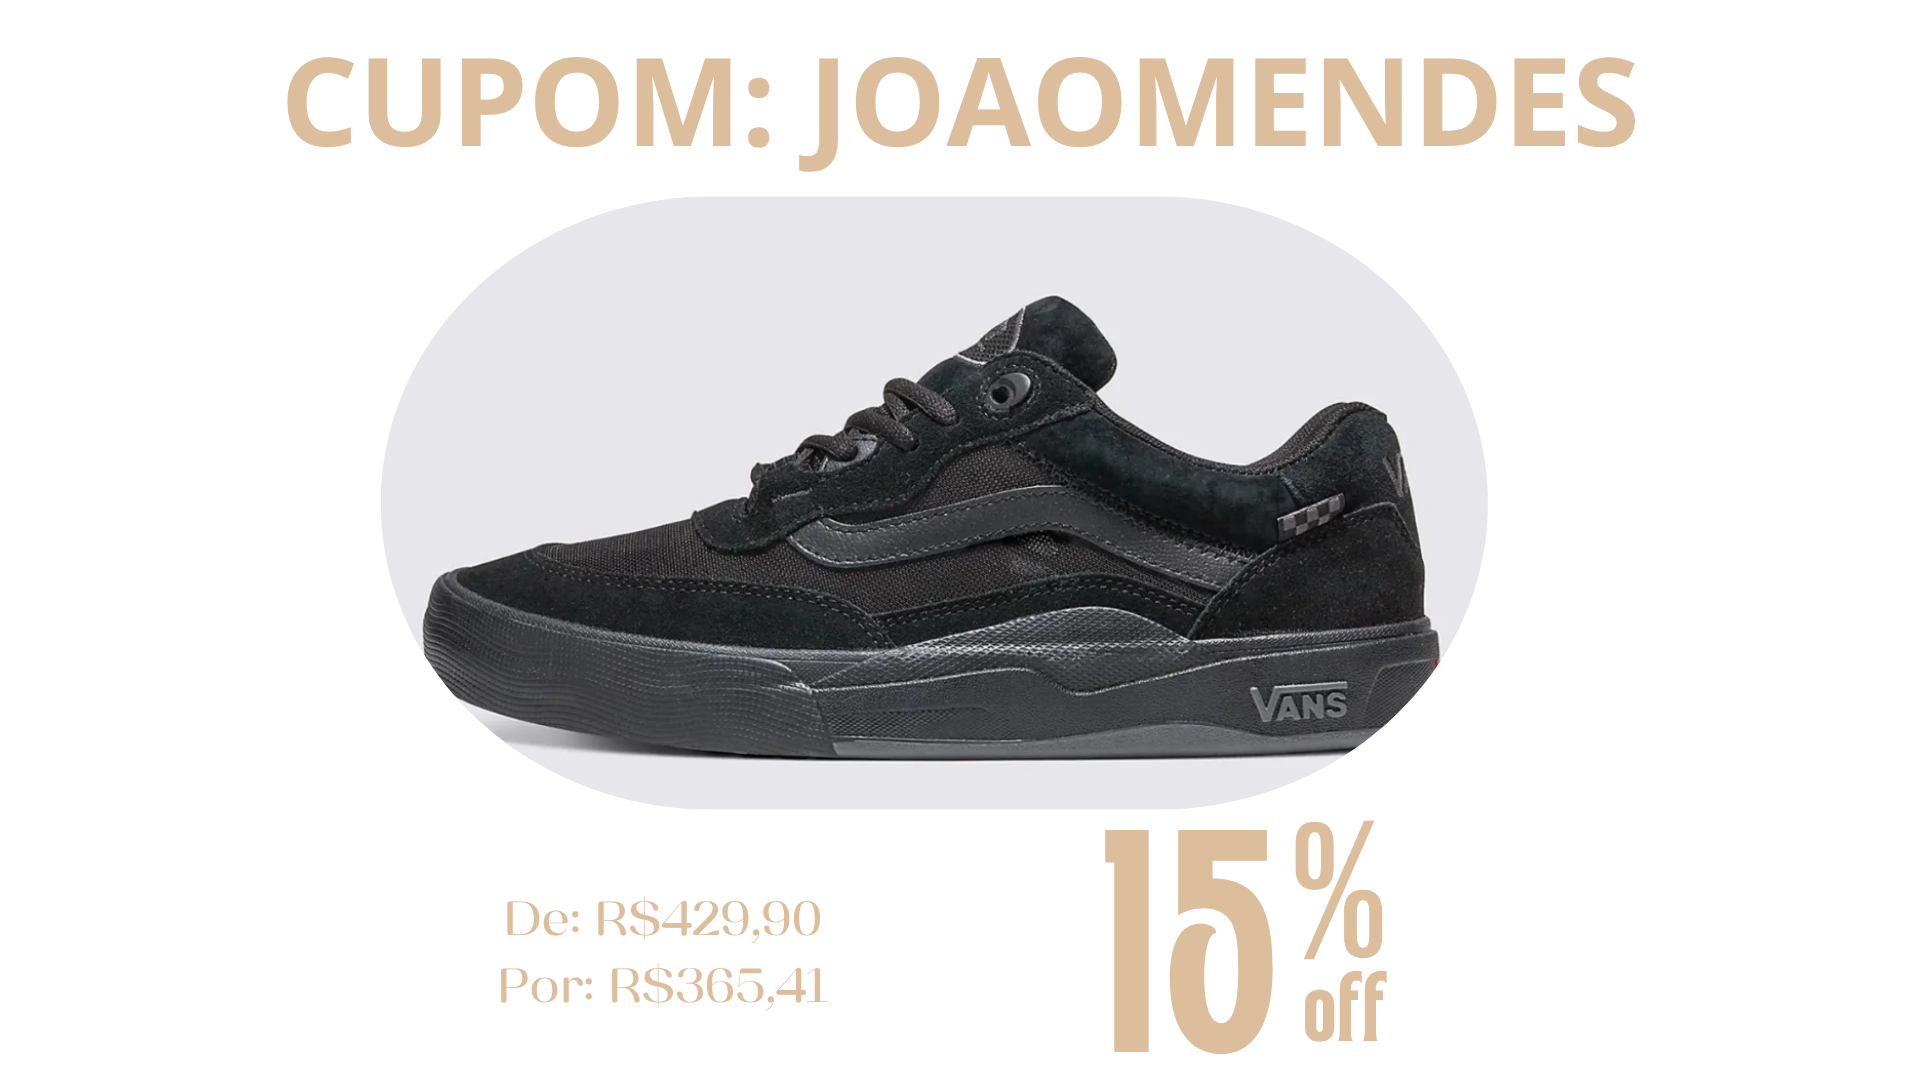 CUPOM: JOAOMENDES
VANS
De: R$429,90
Por: R$365,41
15%
off